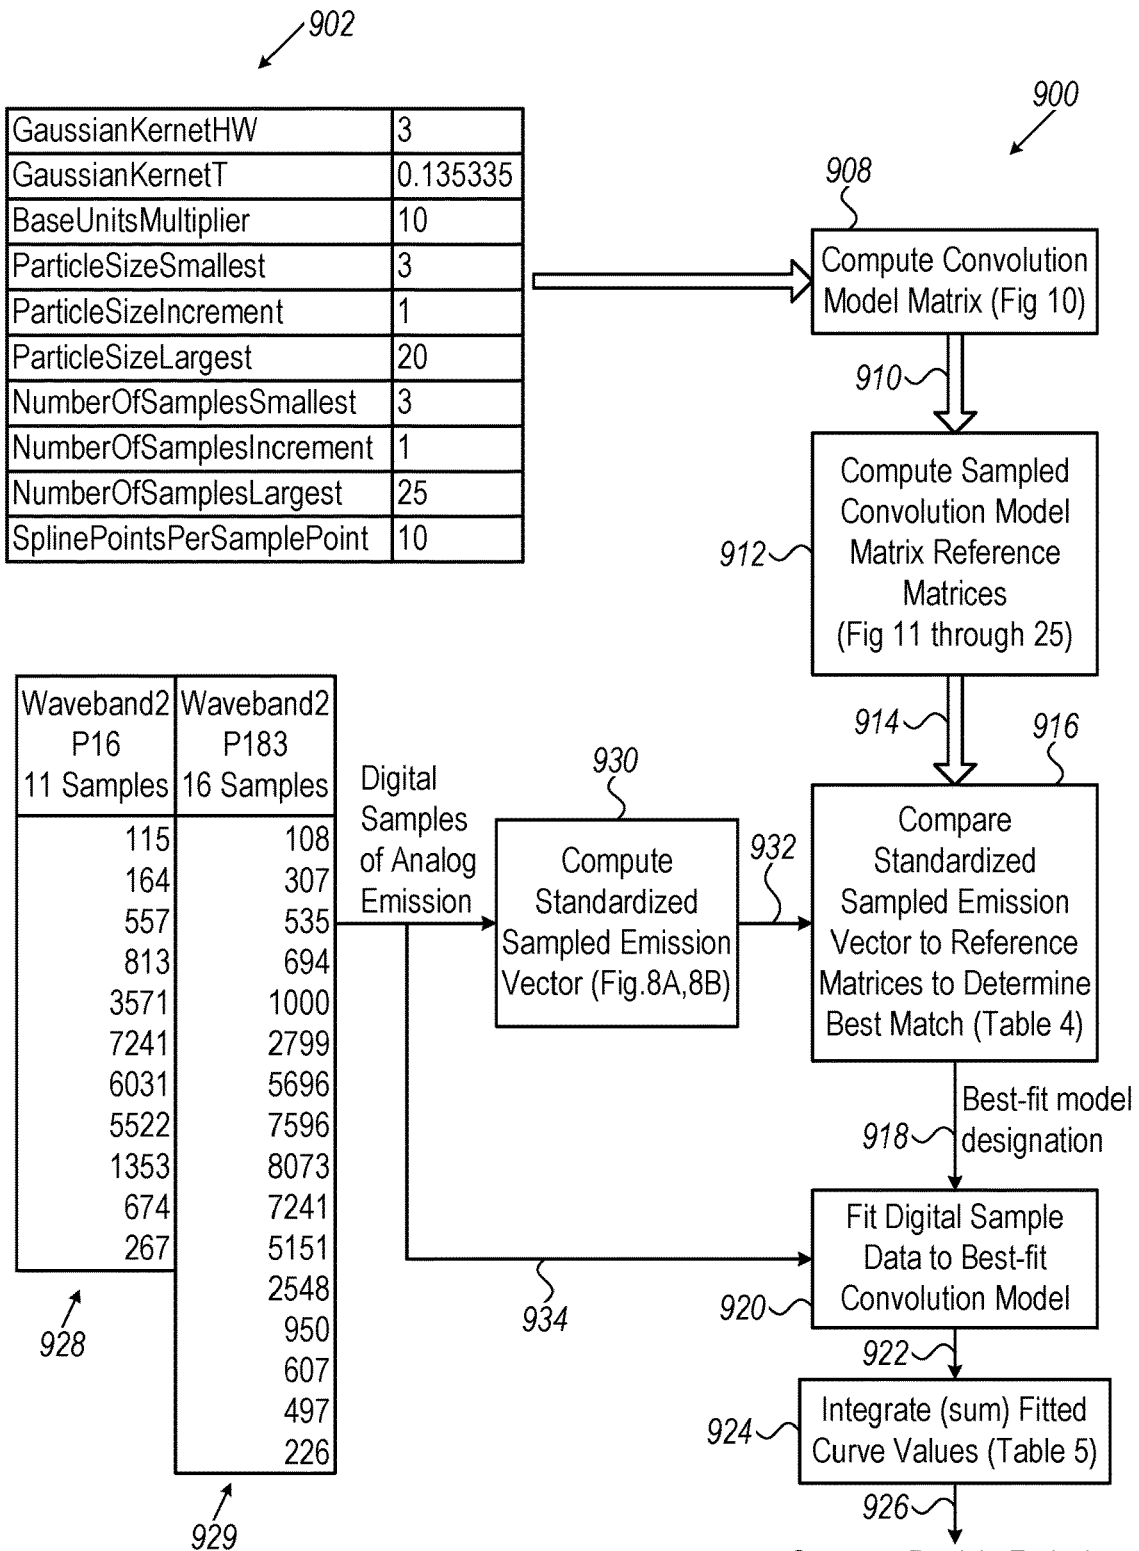 902
900
GaussianKernetHW 3
GaussianKernetT 0.135335
BaseUnitsMultiplier 10
ParticleSizeSmallest 3
ParticleSizeIncrement 1
ParticleSizeLargest 20
NumberOfSamplesSmallest 3
NumberOfSamplesIncrement 1
NumberOfSamplesLargest 25
SplinePointsPerSamplePoint 10
908
Compute Convolution
Model Matrix (Fig 10)
910
912
Compute Sampled
Convolution Model
Matrix Reference
Matrices
(Fig 11 through 25)
914
916
Waveband2 Waveband2
P16 P183
11 Samples 16 Samples
115 108
164 307
557 535
813 694
3571 1000
7241 2799
6031 5696
5522 7596
1353 8073
674 7241
267 5151
2548
950
607
497
226
928
929
Digital
Samples
of Analog
Emission
930
Compute
Standardized
Sampled Emission
Vector (Fig.8A,8B)
932
Compare
Standardized
Sampled Emission
Vector to Reference
Matrices to Determine
Best Match (Table 4)
918
Best-fit model
designation
934
920
Fit Digital Sample
Data to Best-fit
Convolution Model
922
924
Integrate (sum) Fitted
Curve Values (Table 5)
926